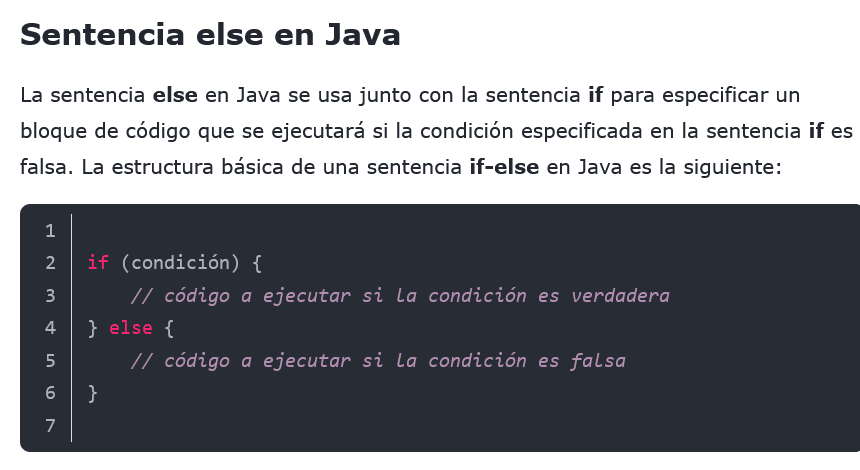 Sentencia else en Java
La sentencia else en Java se usa junto con la sentencia if para especificar un
bloque de código que se ejecutará si la condición especificada en la sentencia if es
falsa. La estructura básica de una sentencia if-else en Java es la siguiente:
1
2 if (condición) {
3 // código a ejecutar si la condición es verdadera
4 } else {
5 // código a ejecutar si la condición es falsa
6 }
7